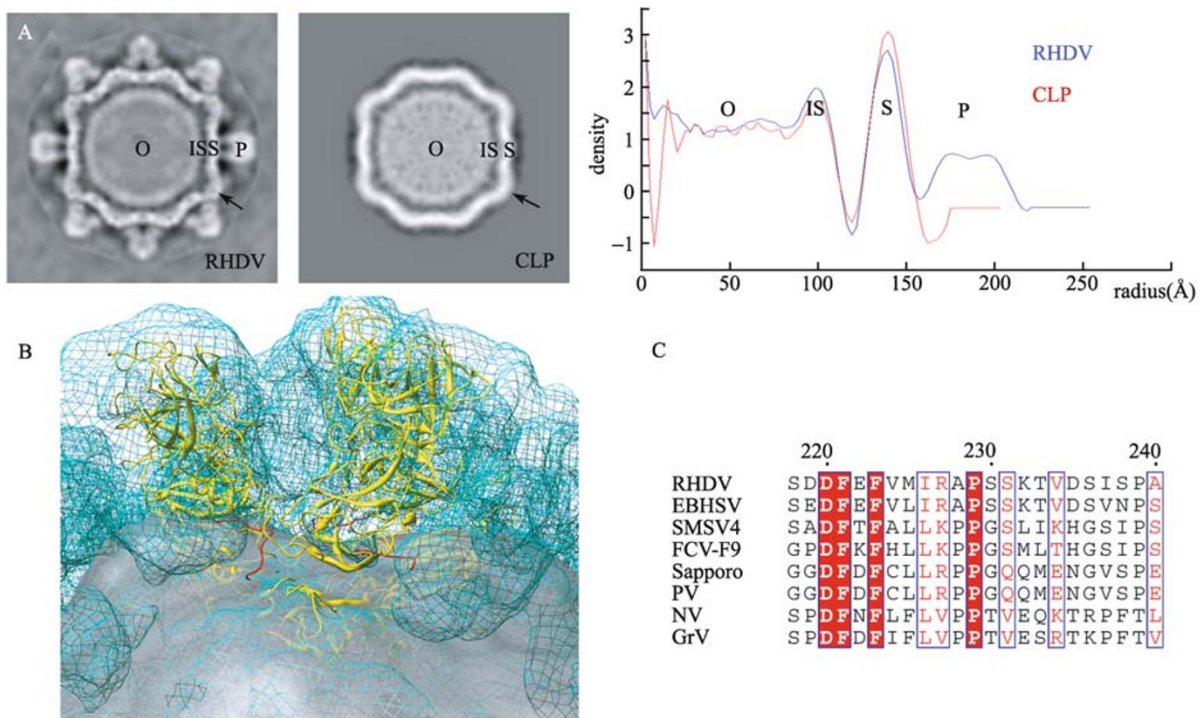 A
O
ISS
P
RHDV
O
IS S
CLP
density
3
2
1
0
−1
O
IS
S
P
RHDV
CLP
0
50
100
150
200
250
radius(Å)
B
C
220 230 240
RHDV SDDFEFVMIRAPSSKTVDSISPA
EBHSV SEDFEFALIRAPSSKTVDSVNPS
SMSV4 SADFTFALLKPPGSLIKHGSIPS
FCV-F9 GPDFKFHLLKPPGSMLTHGSIPS
Sapporo GGDFDFCLLRPPGQQMENGVSPE
PV GGDFDFCLLRPPGQQMENGVSPE
NV SPDFNFLFLVPPTVEQKTRPFTL
GrV SPDFDFIFLVPPTVESRTKPFTV